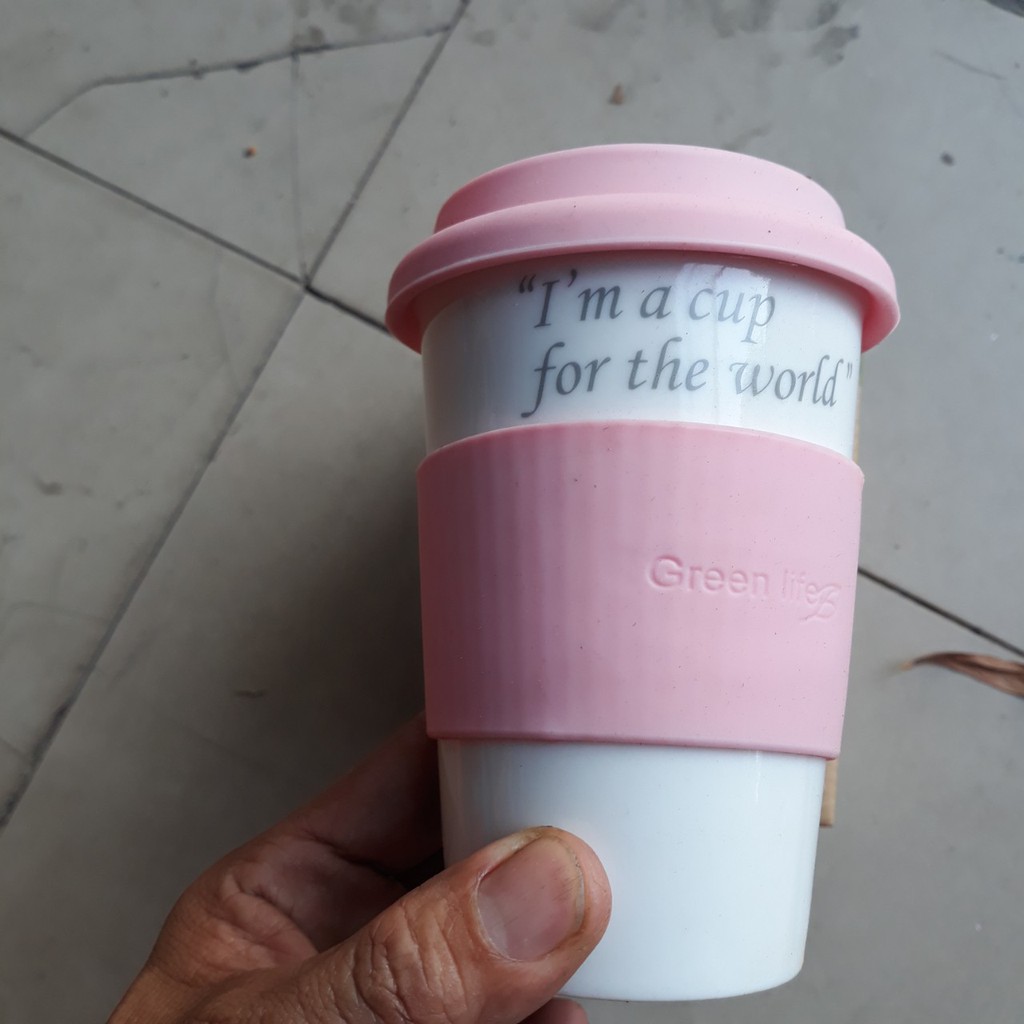 “I’m a cup
for the world”
Green life